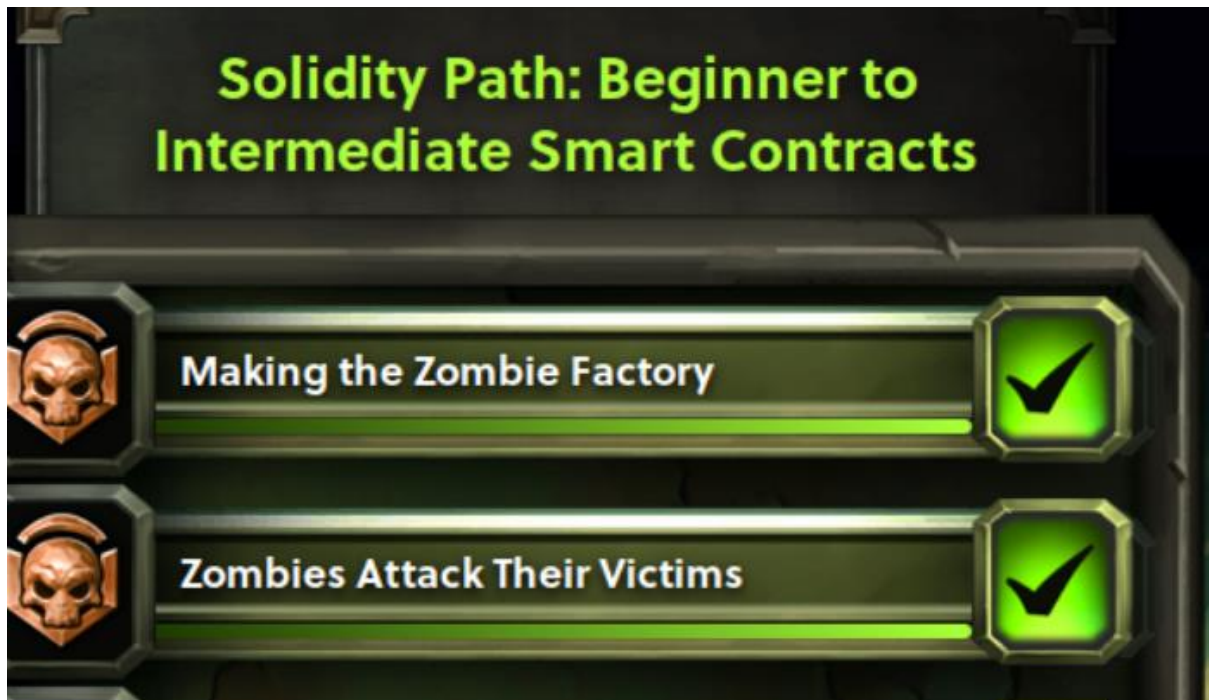 Solidity Path: Beginner to
Intermediate Smart Contracts
Making the Zombie Factory
Zombies Attack Their Victims